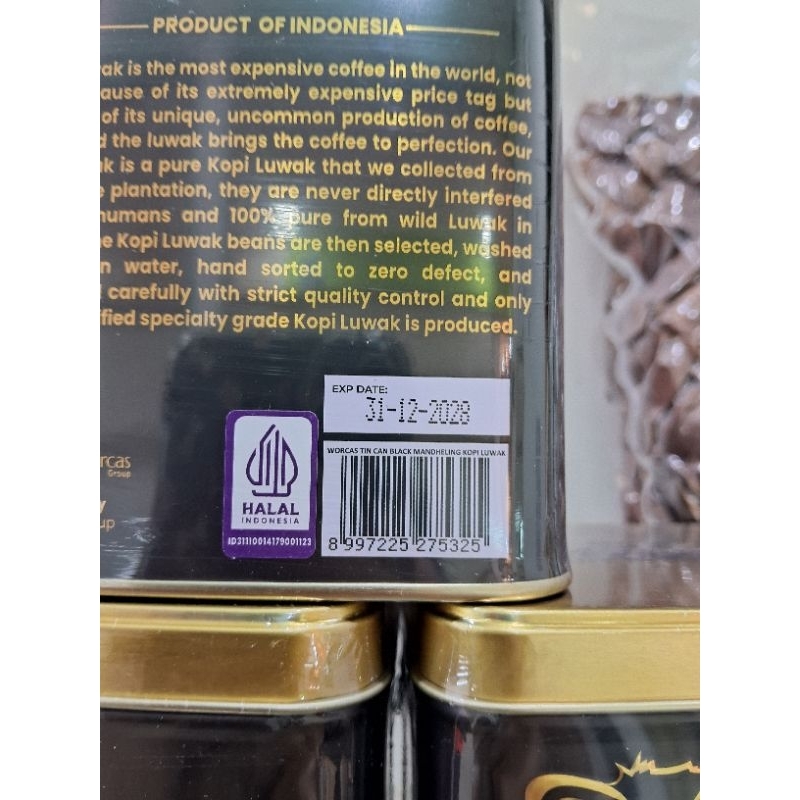 PRODUCT OF INDONESIA
ak is the most expensive coffee in the world, not
ause of its extremely expensive price tag but
of its unique, uncommon production of coffee,
d the luwak brings the coffee to perfection. Our
k is a pure Kopi Luwak that we collected from
e plantation, they are never directly interfered
humans and 100% pure from wild Luwak in
e Kopi Luwak beans are then selected, washed
n water, hand sorted to zero defect, and
carefully with strict quality control and only
fied specialty grade Kopi Luwak is produced.
EXP DATE:
31-12-2028
WORCAS TIN CAN BLACK MANDHELING KOPI LUWAK
8 997225 275325
HALAL
INDONESIA
ID31110014179001123
rcas
Group
y
up